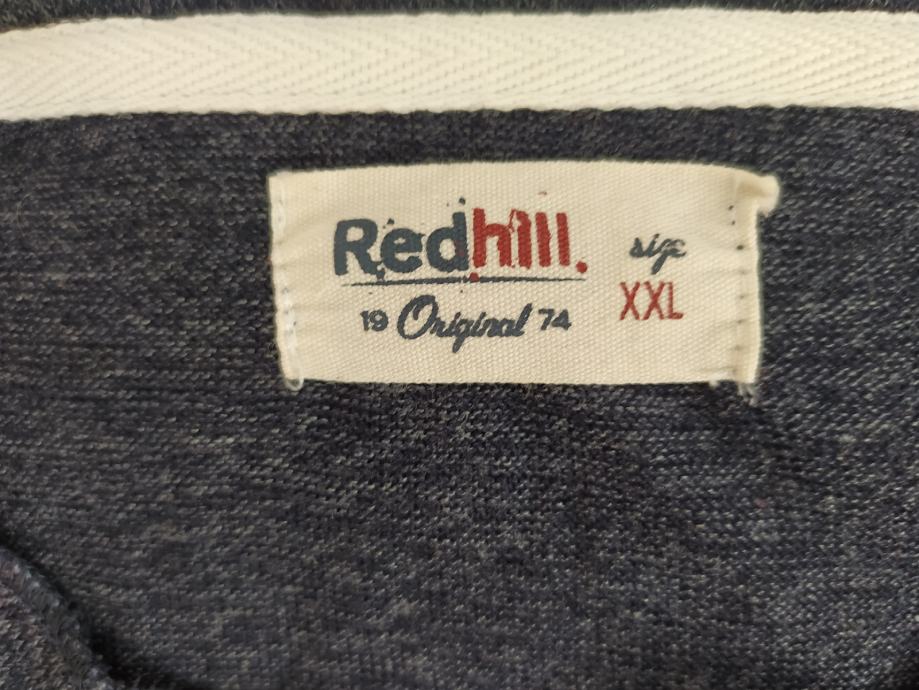 Redhill.
19 Original 74
size
XXL